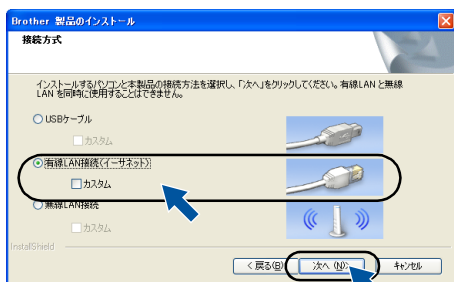 Brother 製品のインストール
接続方式
インストールするパソコンと本製品の接続方法を選択し、「次へ」をクリックしてください。有線LAN と無線
LAN を同時に使用することはできません。
USBケーブル
カスタム
有線LAN接続(イーサネット)
カスタム
無線LAN接続
カスタム
InstallShield
< 戻る(B) 次へ (N)> キャンセル